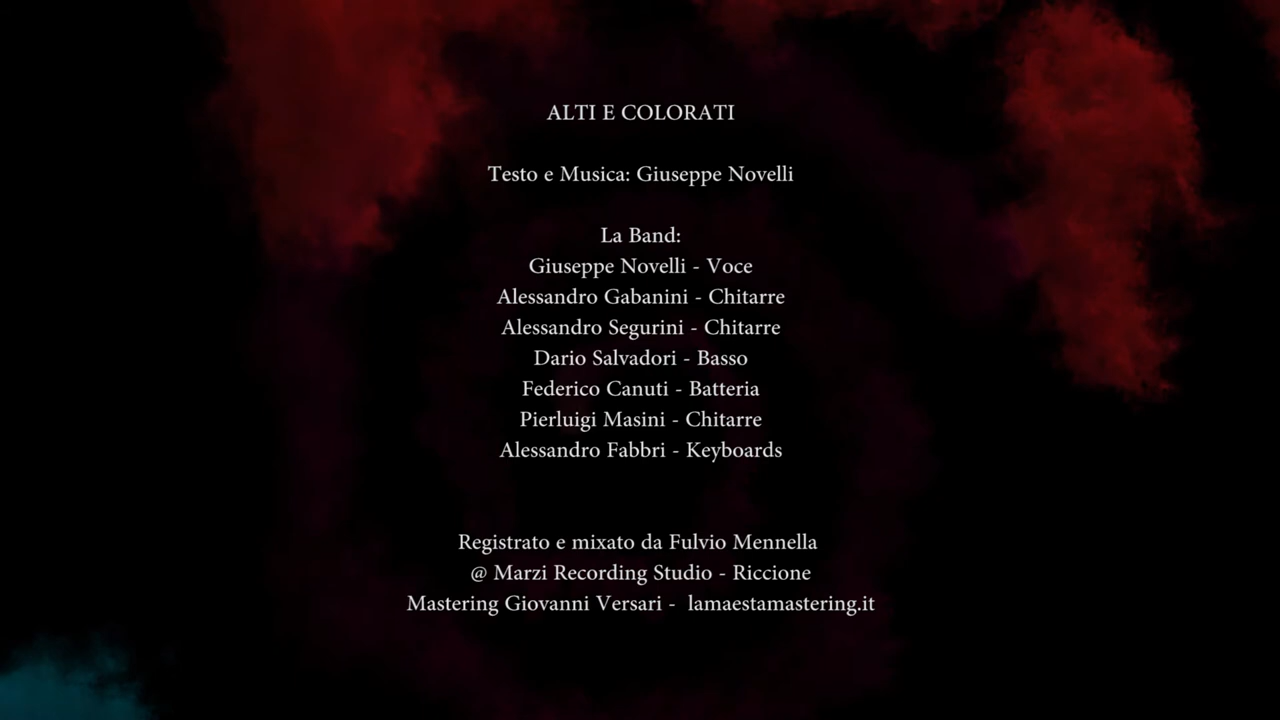 ALTI E COLORATI
Testo e Musica: Giuseppe Novelli
La Band:
Giuseppe Novelli - Voce
Alessandro Gabanini - Chitarre
Alessandro Segurini - Chitarre
Dario Salvadori - Basso
Federico Canuti - Batteria
Pierluigi Masini - Chitarre
Alessandro Fabbri - Keyboards
Registrato e mixato da Fulvio Mennella
@ Marzi Recording Studio - Riccione
Mastering Giovanni Versari - lamaestamastering.it